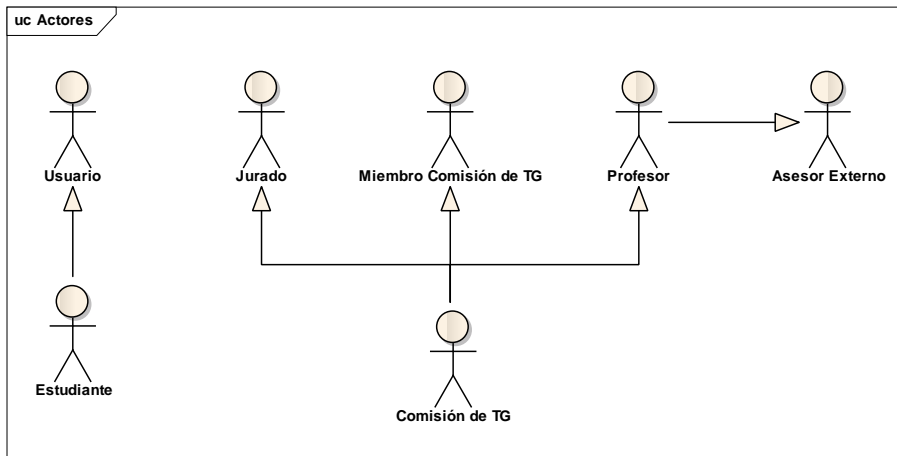 uc Actores
Usuario
Jurado
Miembro Comisión de TG
Profesor
Asesor Externo
Estudiante
Comisión de TG